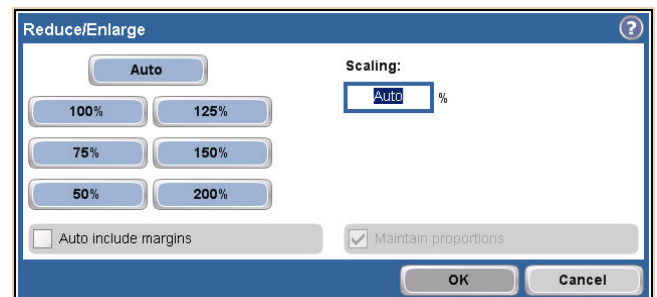 Reduce/Enlarge ?
Auto
Scaling:
Auto %
100% 125%
75% 150%
50% 200%
Auto include margins
Maintain proportions
OK Cancel